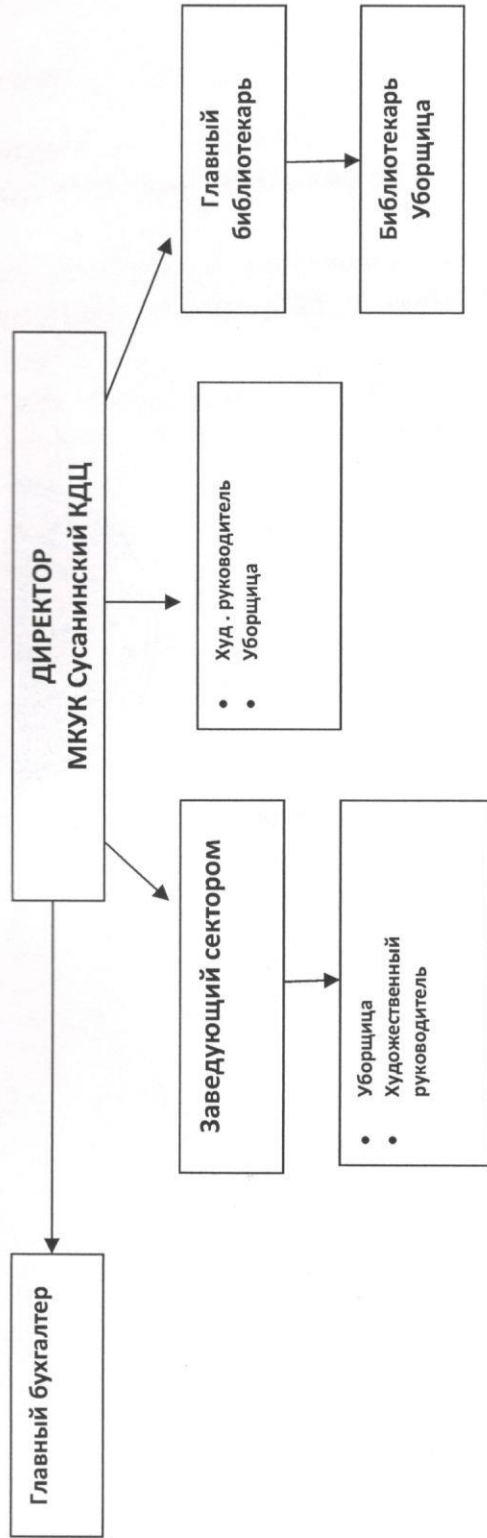 ДИРЕКТОР
МКУК Сусанинский КДЦ
Главный бухгалтер
Заведующий сектором
• Худ . руководитель
• Уборщица
Главный
библиотекарь
• Уборщица
• Художественный
руководитель
Библиотекарь
Уборщица